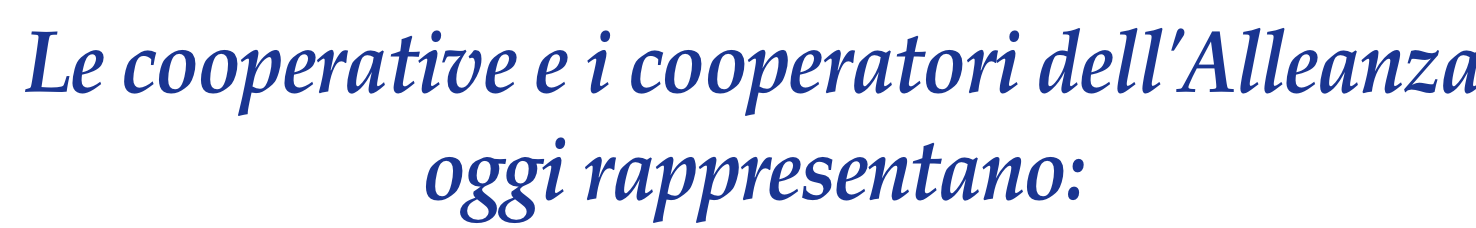 Le cooperative e i cooperatori dell'Alleanza
oggi rappresentano: